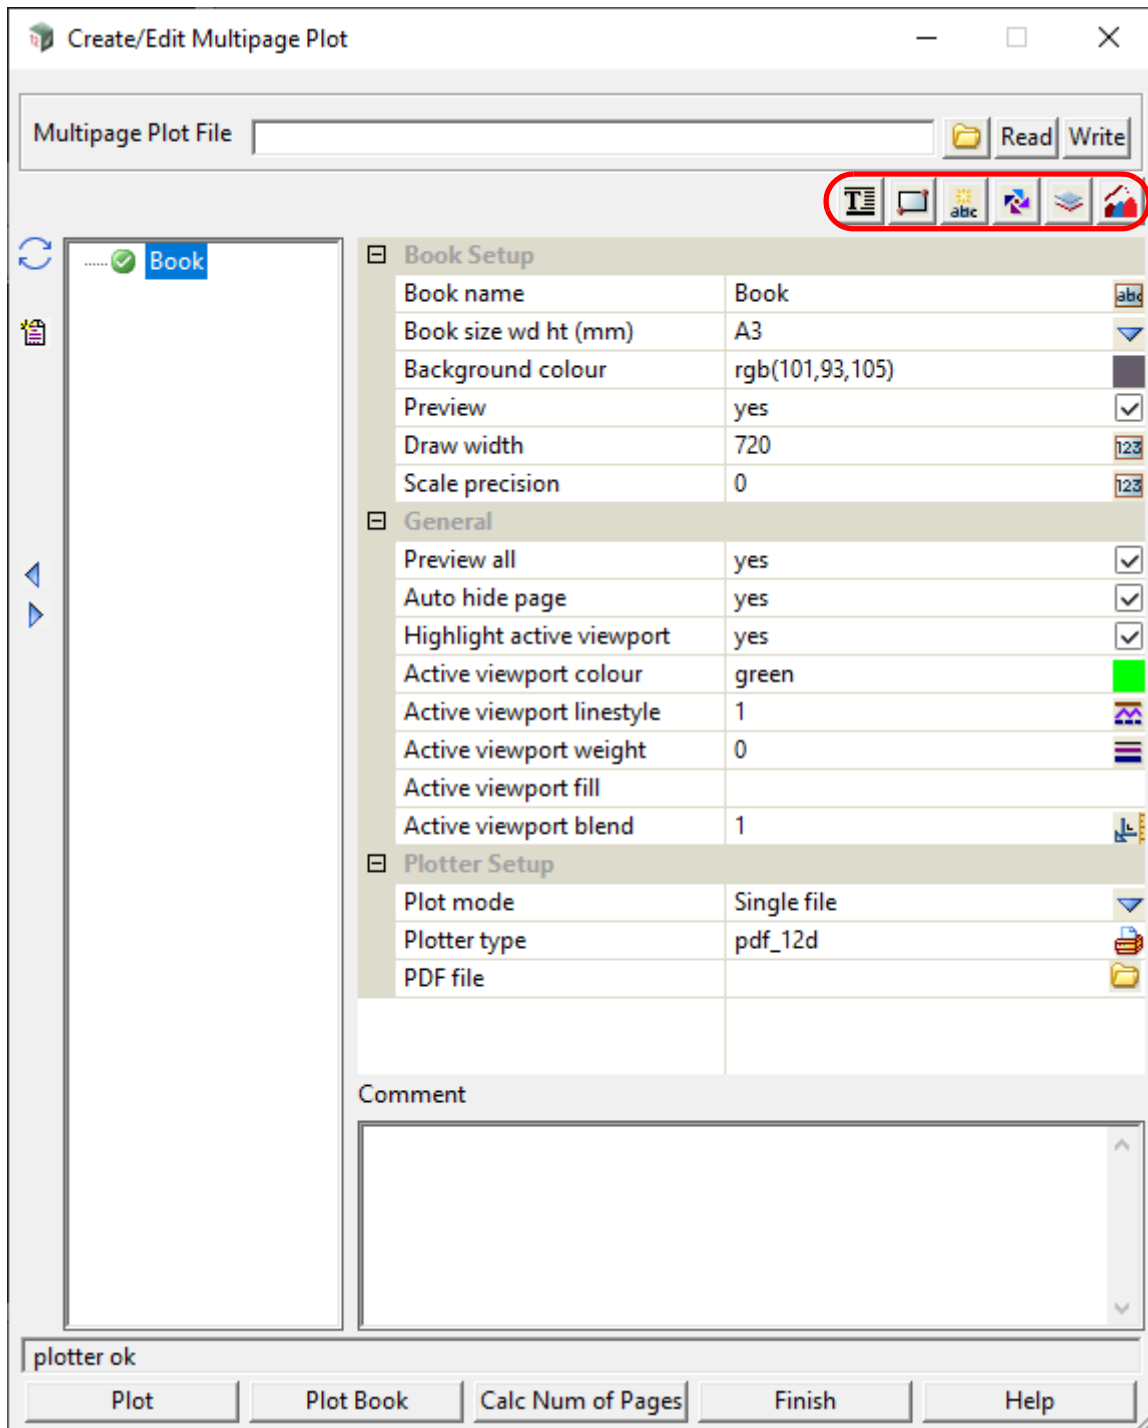 Create/Edit Multipage Plot
Multipage Plot File
Read Write
T
abc
Book
Book Setup
Book name Book abc
Book size wd ht (mm) A3
Background colour rgb(101,93,105)
Preview yes
Draw width 720 123
Scale precision 0 123
General
Preview all yes
Auto hide page yes
Highlight active viewport yes
Active viewport colour green
Active viewport linestyle 1
Active viewport weight 0
Active viewport fill
Active viewport blend 1
Plotter Setup
Plot mode Single file
Plotter type pdf_12d
PDF file
Comment
plotter ok
Plot Plot Book Calc Num of Pages Finish Help